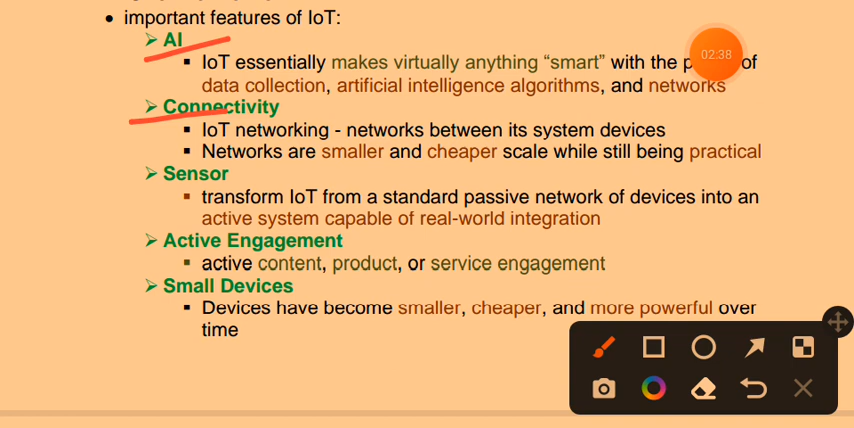 • important features of IoT:
➢ AI
▪ IoT essentially makes virtually anything “smart” with the of
data collection, artificial intelligence algorithms, and networks
➢ Connectivity
▪ IoT networking - networks between its system devices
▪ Networks are smaller and cheaper scale while still being practical
➢ Sensor
▪ transform IoT from a standard passive network of devices into an
active system capable of real-world integration
➢ Active Engagement
▪ active content, product, or service engagement
➢ Small Devices
▪ Devices have become smaller, cheaper, and more powerful over
time
02:38